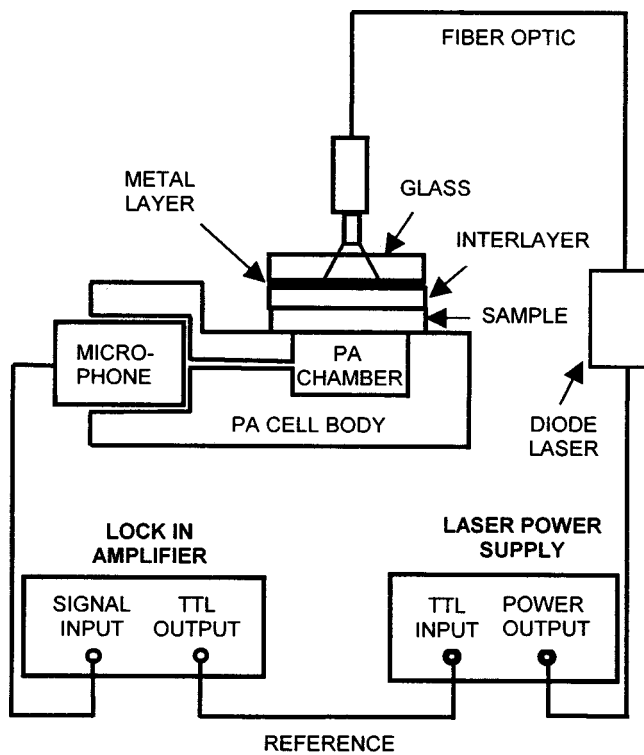 FIBER OPTIC
METAL
LAYER
GLASS
INTERLAYER
SAMPLE
MICRO-
PHONE
PA
CHAMBER
PA CELL BODY
DIODE
LASER
LOCK IN
AMPLIFIER
LASER POWER
SUPPLY
SIGNAL
INPUT
TTL
OUTPUT
TTL
INPUT
POWER
OUTPUT
REFERENCE